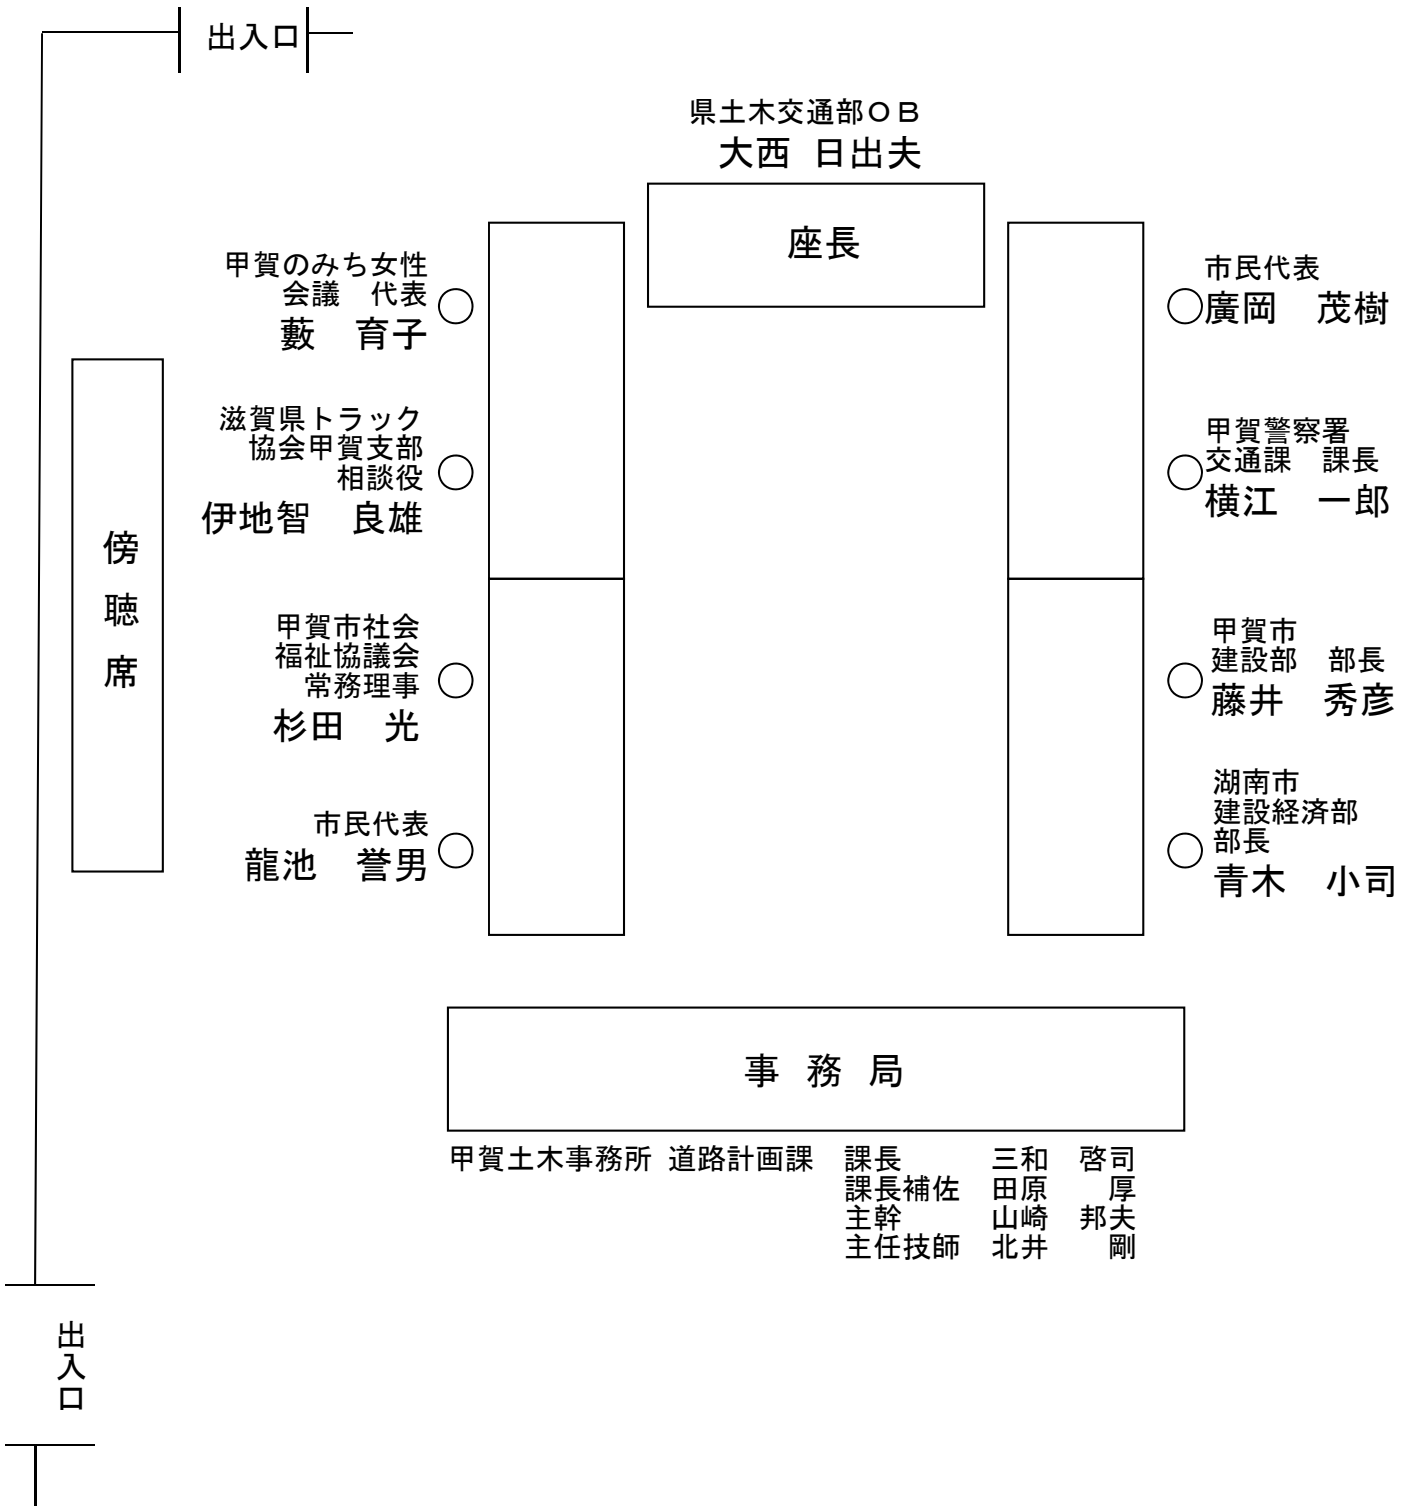 出入口
県土木交通部ＯＢ
大西 日出夫
座長
甲賀のみち女性
会議　代表
藪　育子
滋賀県トラック
協会甲賀支部
相談役
伊地智　良雄
甲賀市社会
福祉協議会
常務理事
杉田　光
市民代表
龍池　誉男
市民代表
廣岡　茂樹
甲賀警察署
交通課　課長
横江　一郎
甲賀市
建設部　部長
藤井　秀彦
湖南市
建設経済部
部長
青木　小司
傍聴席
事 務 局
甲賀土木事務所 道路計画課　課長　三和　啓司
課長補佐　田原　厚
主幹　山崎　邦夫
主任技師　北井　剛
出入口